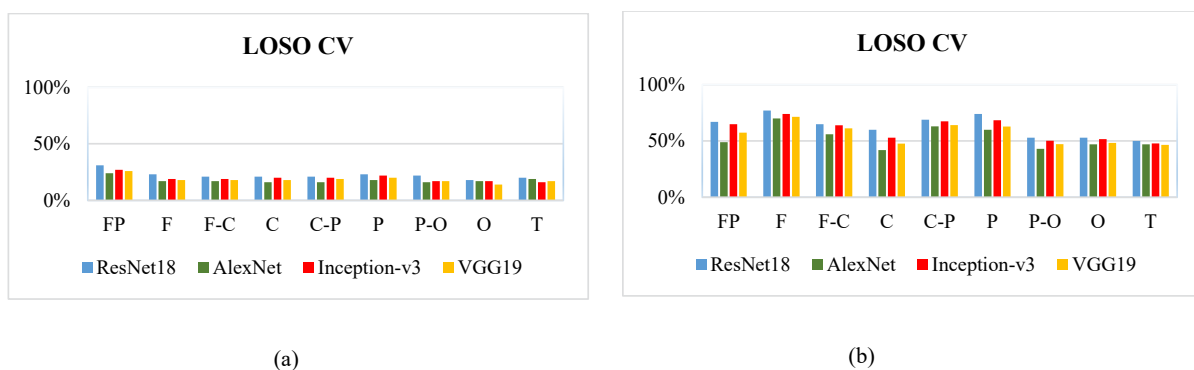 LOSO CV
100%
50%
0%
FP F F-C C C-P P P-O O T
ResNet18 AlexNet Inception-v3 VGG19
(a)
LOSO CV
100%
50%
0%
FP F F-C C C-P P P-O O T
ResNet18 AlexNet Inception-v3 VGG19
(b)